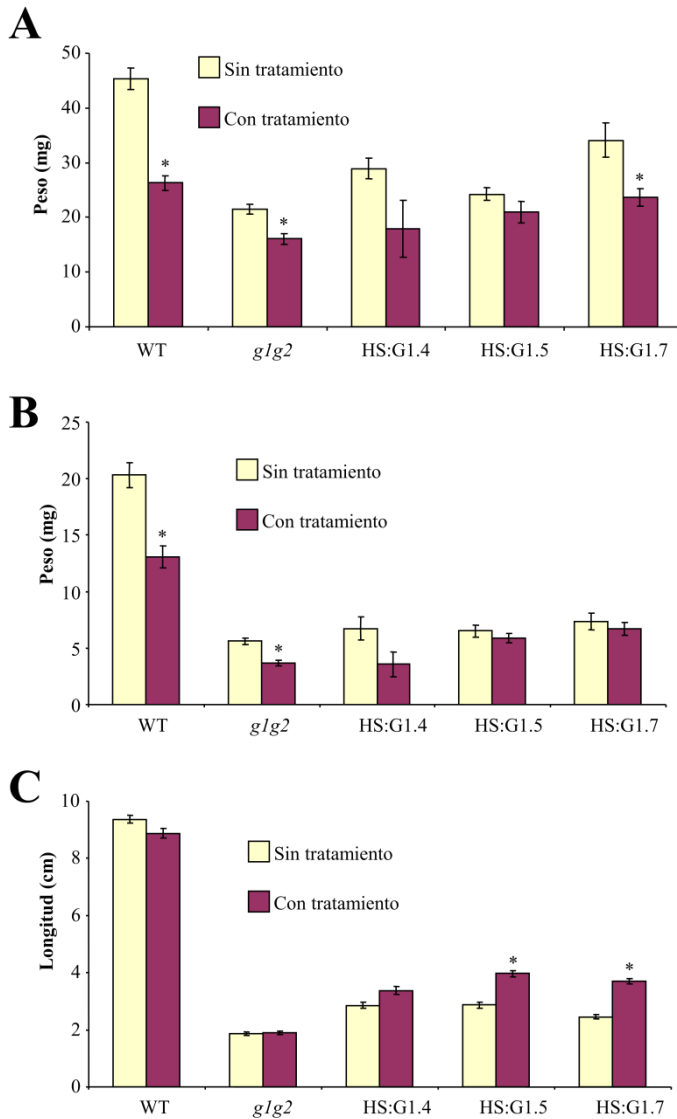 A
50
40
30
20
10
0
Peso (mg)
Sin tratamiento
Con tratamiento
*
*
*
WT
g1g2
HS:G1.4
HS:G1.5
HS:G1.7
B
25
20
15
10
5
0
Peso (mg)
Sin tratamiento
Con tratamiento
*
*
WT
g1g2
HS:G1.4
HS:G1.5
HS:G1.7
C
10
8
6
4
2
0
Longitud (cm)
Sin tratamiento
Con tratamiento
*
*
WT
g1g2
HS:G1.4
HS:G1.5
HS:G1.7